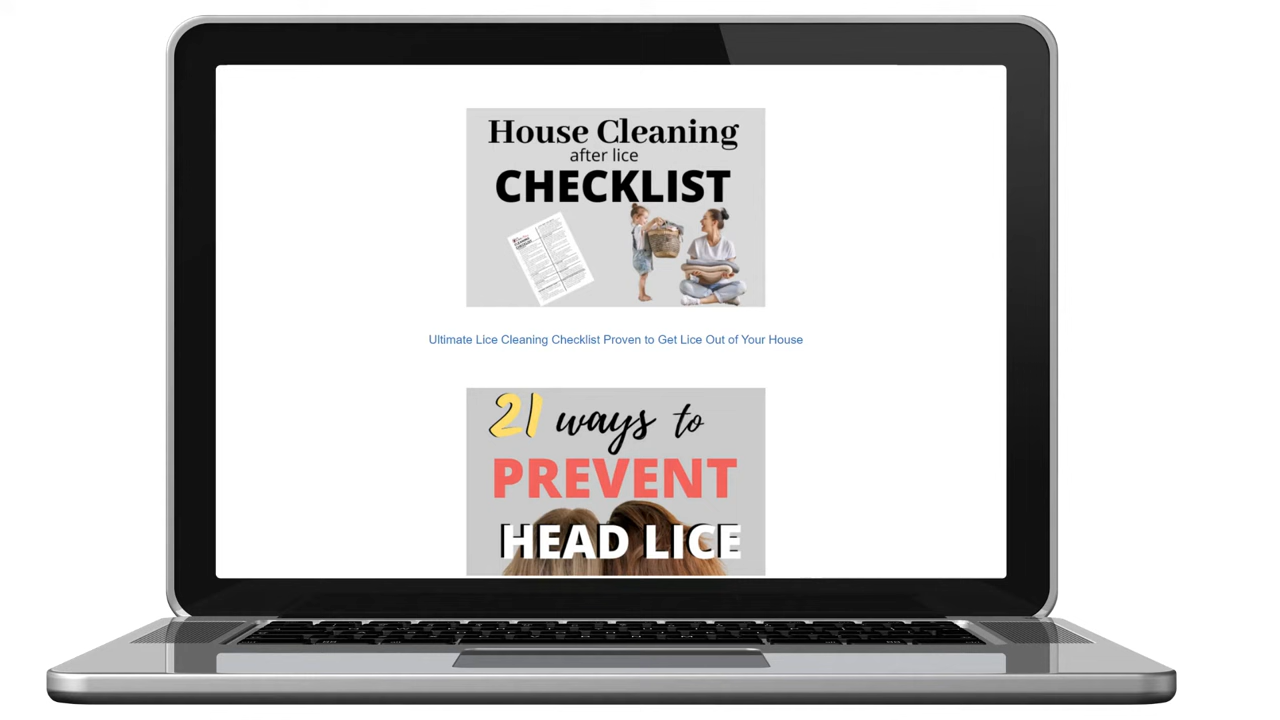 House Cleaning
after lice
CHECKLIST
Ultimate Lice Cleaning Checklist Proven to Get Lice Out of Your House
21 ways to
PREVENT
HEAD LICE